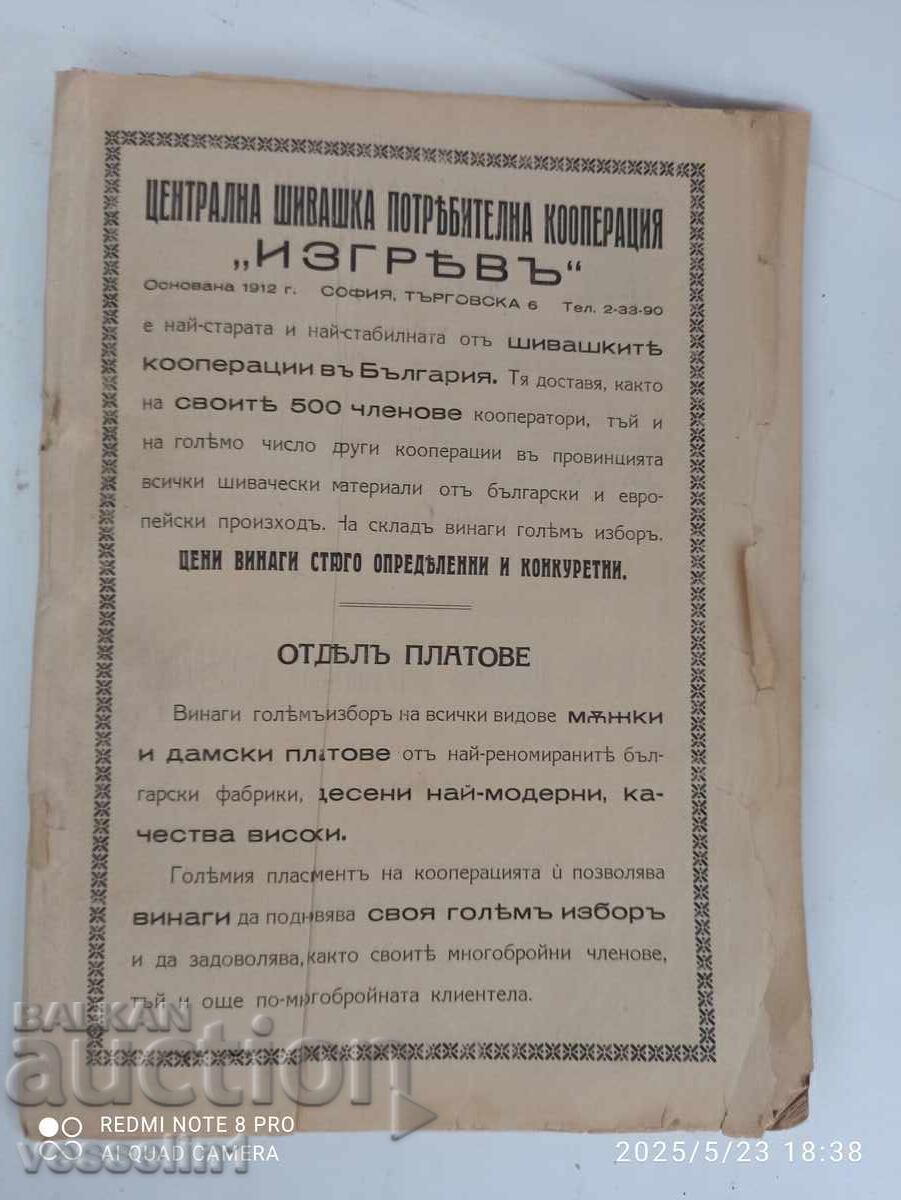 ЦЕНТРАЛНА ШИВАШКА ПОТРѢБИТЕЛНА КООПЕРАЦИЯ
„ИЗГРѢВЪ“
Основана 1912 г. СОФИЯ, ТЪРГОВСКА 6 Тел. 2-33-90
е най-старата и най-стабилната отъ шивашкитѣ
кооперации въ България. Тя доставя, както
на своитѣ 500 членове кооператори, тъй и
на голѣмо число други кооперации въ провинцията
всички шивачески материали отъ български и евро-
пейски произходъ. На складъ винаги голѣмъ изборъ.
ЦЕНИ ВИНАГИ СТРОГО ОПРЕДѢЛЕННИ И КОНКУРЕТНИ.
ОТДѢЛЪ ПЛАТОВЕ
Винаги голѣмъ изборъ на всички видове мѫжки
и дамски платове отъ най-реномиранитѣ бъл-
гарски фабрики, десени най-модерни, ка-
чества високи.
Голѣмия пласментъ на кооперацията ѝ позволява
винаги да подновява своя голѣмъ изборъ
и да задоволява, както своитѣ многобройни членове,
тъй и още по-многобройната клиентела.
BALKAN
auction
REDMI NOTE 8 PRO
AI QUAD CAMERA
2025/5/23 18:38